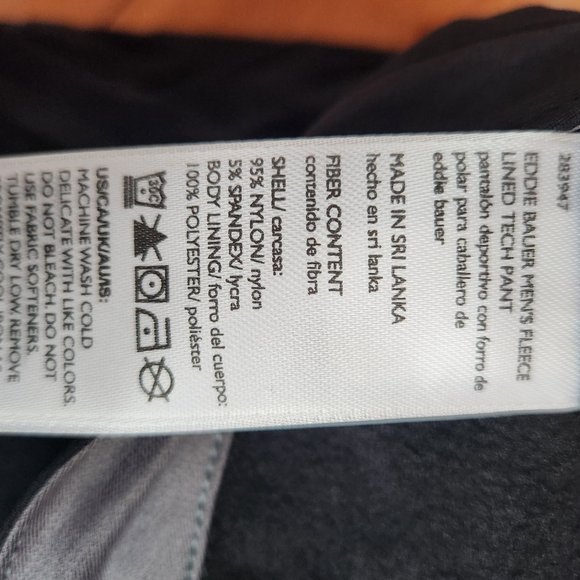 283947
EDDIE BAUER MEN'S FLEECE
LINED TECH PANT
pantalón deportivo con forro de
polar para caballero de
eddie bauer
MADE IN SRI LANKA
hecho en sri lanka
FIBER CONTENT
contenido de fibra
SHELL/ carcasa:
95% NYLON/ nylon
5% SPANDEX/ lycra
BODY LINING/ forro del cuerpo:
100% POLYESTER/ poliéster
US/CA/UK/AUS:
MACHINE WASH COLD
DELICATE WITH LIKE COLORS.
DO NOT BLEACH. DO NOT
USE FABRIC SOFTENERS.
TUMBLE DRY LOW. REMOVE